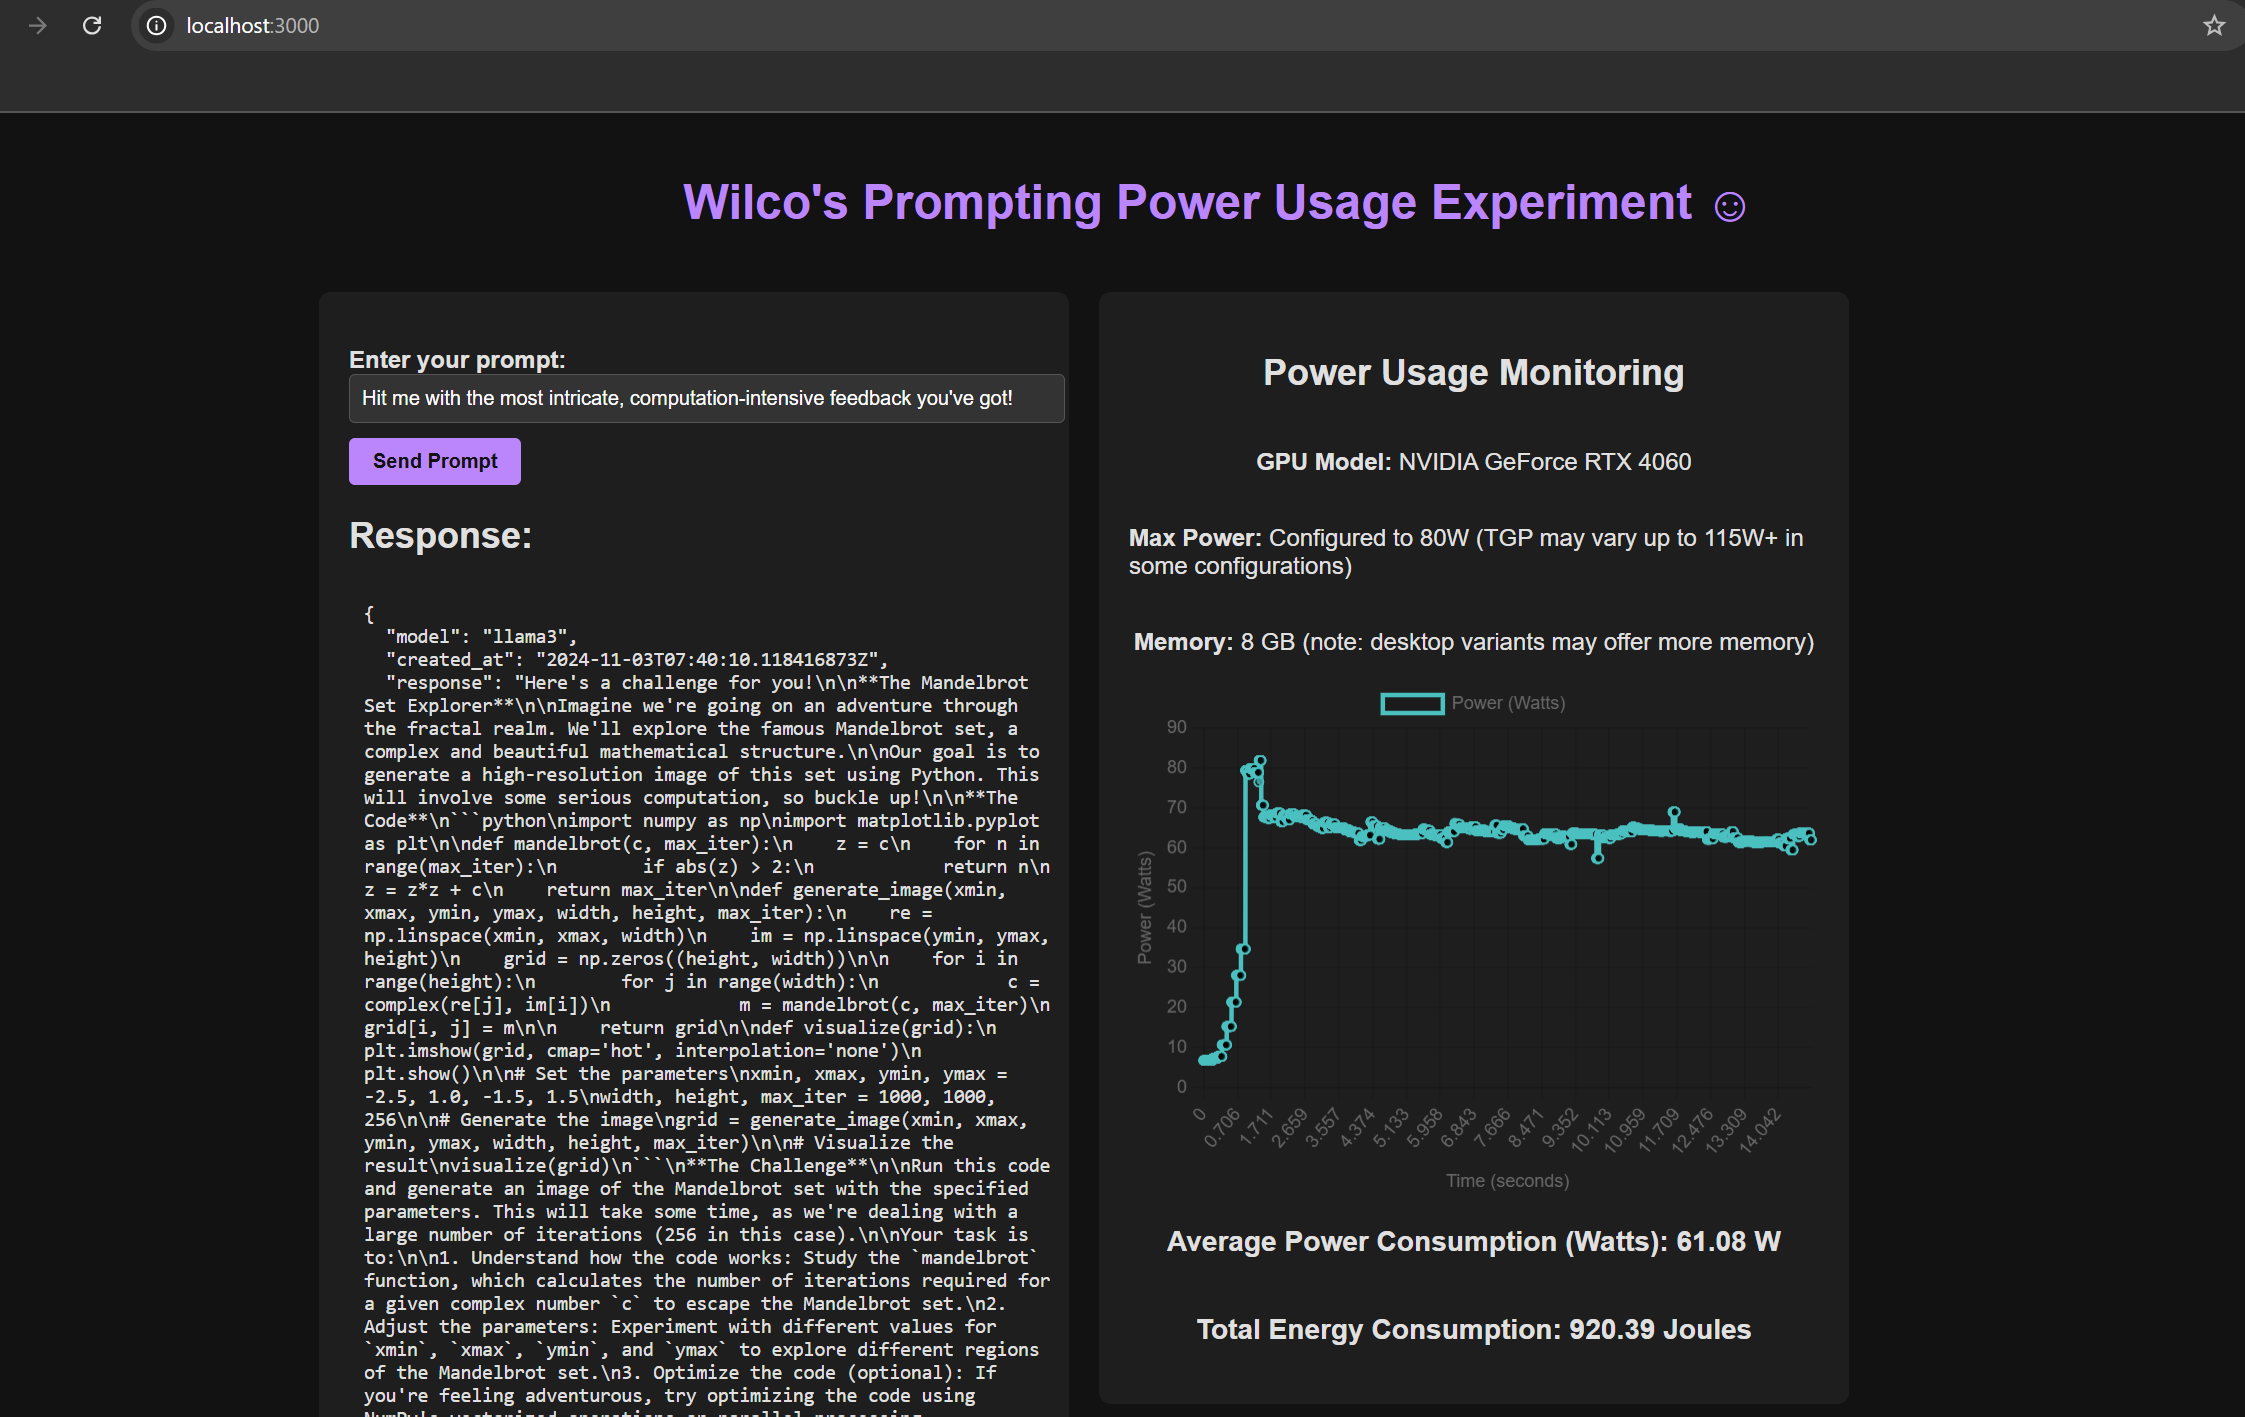 localhost:3000
Wilco's Prompting Power Usage Experiment ☺
Enter your prompt:
Hit me with the most intricate, computation-intensive feedback you've got!
Send Prompt
Response:
{
  "model": "llama3",
  "created_at": "2024-11-03T07:40:10.118416873Z",
  "response": "Here's a challenge for you!\n\n**The Mandelbrot
Set Explorer**\n\nImagine we're going on an adventure through
the fractal realm. We'll explore the famous Mandelbrot set, a
complex and beautiful mathematical structure.\n\nOur goal is to
generate a high-resolution image of this set using Python. This
will involve some serious computation, so buckle up!\n\n**The
Code**\n```python\nimport numpy as np\nimport matplotlib.pyplot
as plt\n\ndef mandelbrot(c, max_iter):\n    z = c\n    for n in
range(max_iter):\n        if abs(z) > 2:\n            return n\n
z = z*z + c\n    return max_iter\n\ndef generate_image(xmin,
xmax, ymin, ymax, width, height, max_iter):\n    re =
np.linspace(xmin, xmax, width)\n    im = np.linspace(ymin, ymax,
height)\n    grid = np.zeros((height, width))\n\n    for i in
range(height):\n        for j in range(width):\n            c =
complex(re[j], im[i])\n            m = mandelbrot(c, max_iter)\n
grid[i, j] = m\n\n    return grid\n\ndef visualize(grid):\n
plt.imshow(grid, cmap='hot', interpolation='none')\n
plt.show()\n\n# Set the parameters\nxmin, xmax, ymin, ymax =
-2.5, 1.0, -1.5, 1.5\nwidth, height, max_iter = 1000, 1000,
256\n\n# Generate the image\ngrid = generate_image(xmin, xmax,
ymin, ymax, width, height, max_iter)\n\n# Visualize the
result\nvisualize(grid)\n```\n**The Challenge**\n\nRun this code
and generate an image of the Mandelbrot set with the specified
parameters. This will take some time, as we're dealing with a
large number of iterations (256 in this case).\n\nYour task is
to:\n\n1. Understand how the code works: Study the `mandelbrot`
function, which calculates the number of iterations required for
a given complex number `c` to escape the Mandelbrot set.\n2.
Adjust the parameters: Experiment with different values for
`xmin`, `xmax`, `ymin`, and `ymax` to explore different regions
of the Mandelbrot set.\n3. Optimize the code (optional): If
you're feeling adventurous, try optimizing the code using
Power Usage Monitoring
GPU Model: NVIDIA GeForce RTX 4060
Max Power: Configured to 80W (TGP may vary up to 115W+ in
some configurations)
Memory: 8 GB (note: desktop variants may offer more memory)
Power (Watts)
90
80
70
60
50
40
30
20
10
0
Power (Watts)
0
0.706
1.711
2.659
3.557
4.374
5.133
5.958
6.843
7.666
8.471
9.352
10.113
10.959
11.709
12.476
13.309
14.042
Time (seconds)
Average Power Consumption (Watts): 61.08 W
Total Energy Consumption: 920.39 Joules